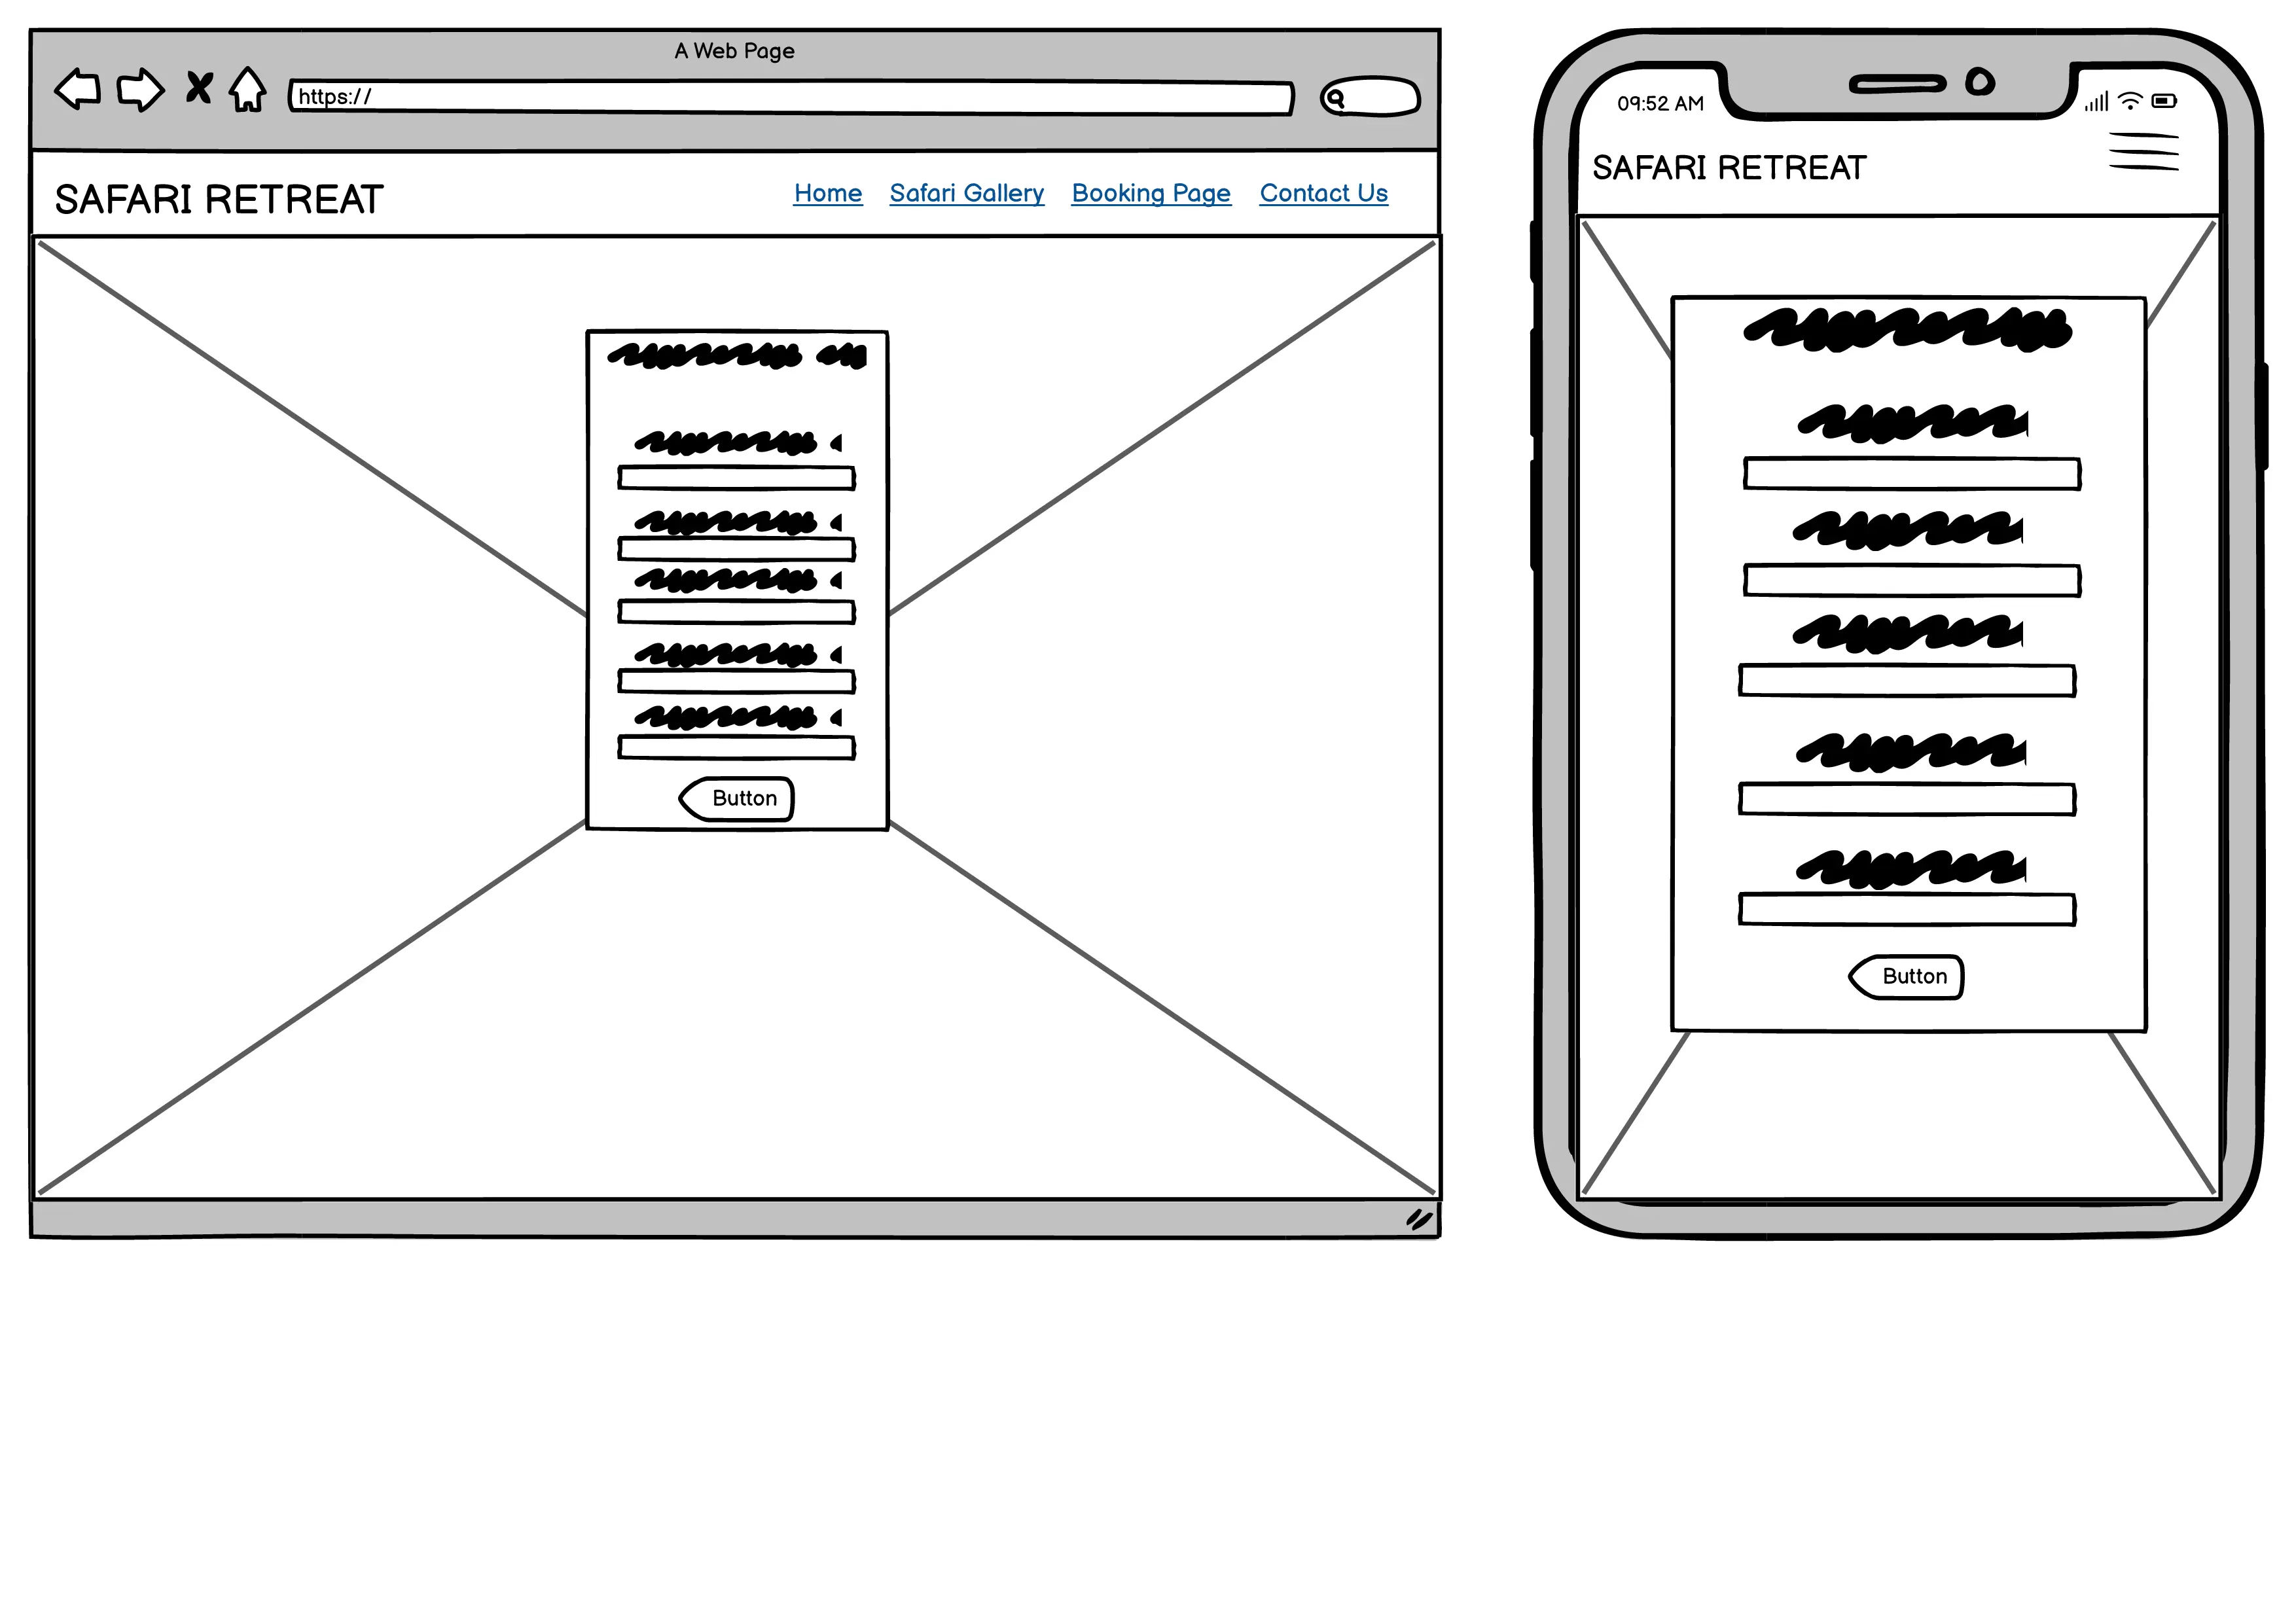 A Web Page
https://
SAFARI RETREAT
Home Safari Gallery Booking Page Contact Us
Button
09:52 AM
SAFARI RETREAT
Button